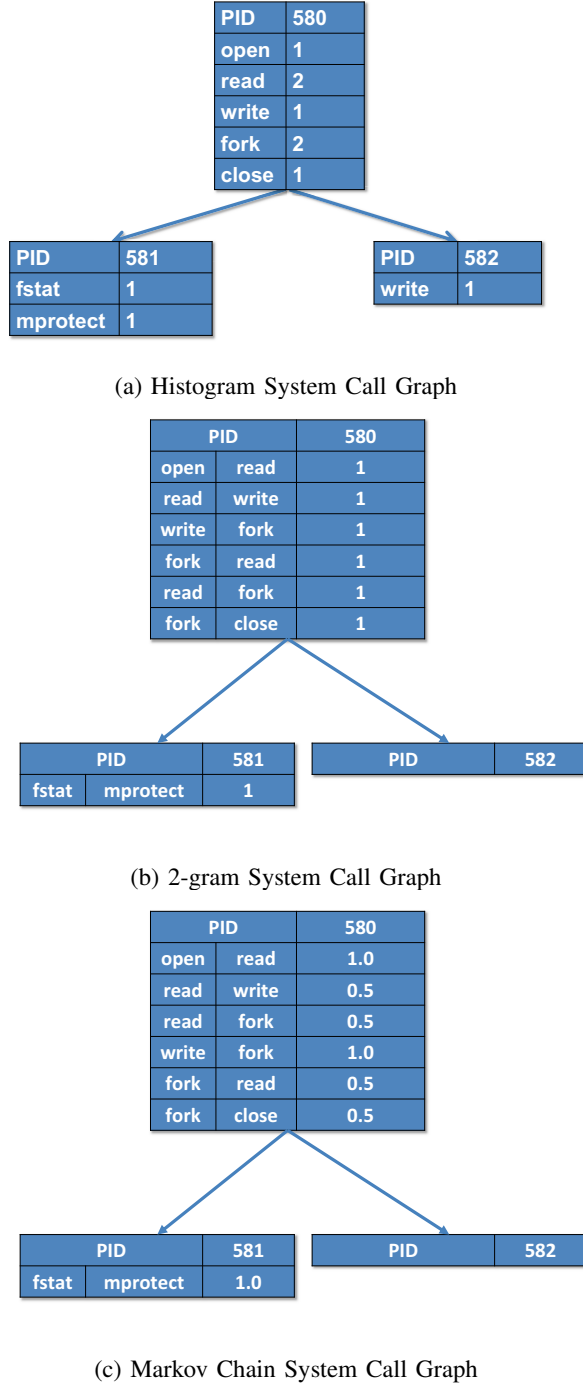 PID 580
open 1
read 2
write 1
fork 2
close 1
PID 581
fstat 1
mprotect 1
PID 582
write 1
(a) Histogram System Call Graph
PID 580
open read 1
read write 1
write fork 1
fork read 1
read fork 1
fork close 1
PID 581
fstat mprotect 1
PID 582
(b) 2-gram System Call Graph
PID 580
open read 1.0
read write 0.5
read fork 0.5
write fork 1.0
fork read 0.5
fork close 0.5
PID 581
fstat mprotect 1.0
PID 582
(c) Markov Chain System Call Graph